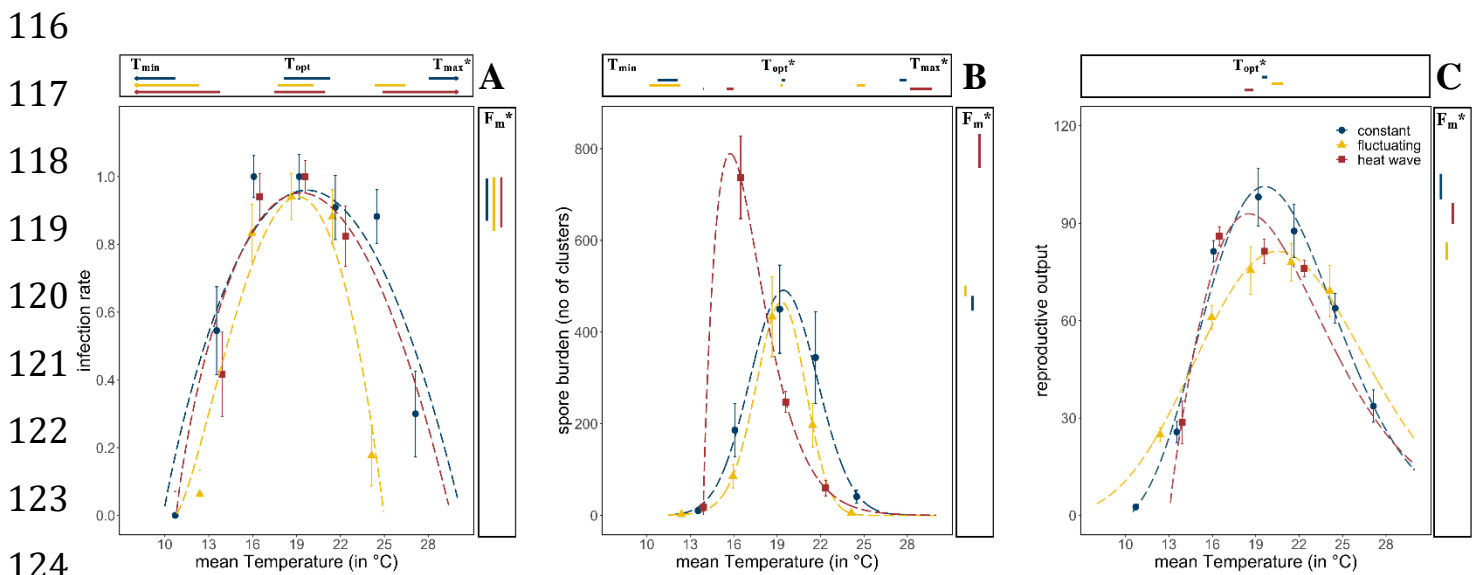 116
117
118
119
120
121
122
123
124
Tmin Topt Tmax* A
Fm*
infection rate
1.0
0.8
0.6
0.4
0.2
0.0
10 13 16 19 22 25 28
mean Temperature (in °C)
Tmin Topt* Tmax* B
Fm*
spore burden (no of clusters)
800
600
400
200
0
10 13 16 19 22 25 28
mean Temperature (in °C)
Topt* C
Fm*
constant
fluctuating
heat wave
reproductive output
120
90
60
30
0
10 13 16 19 22 25 28
mean Temperature (in °C)